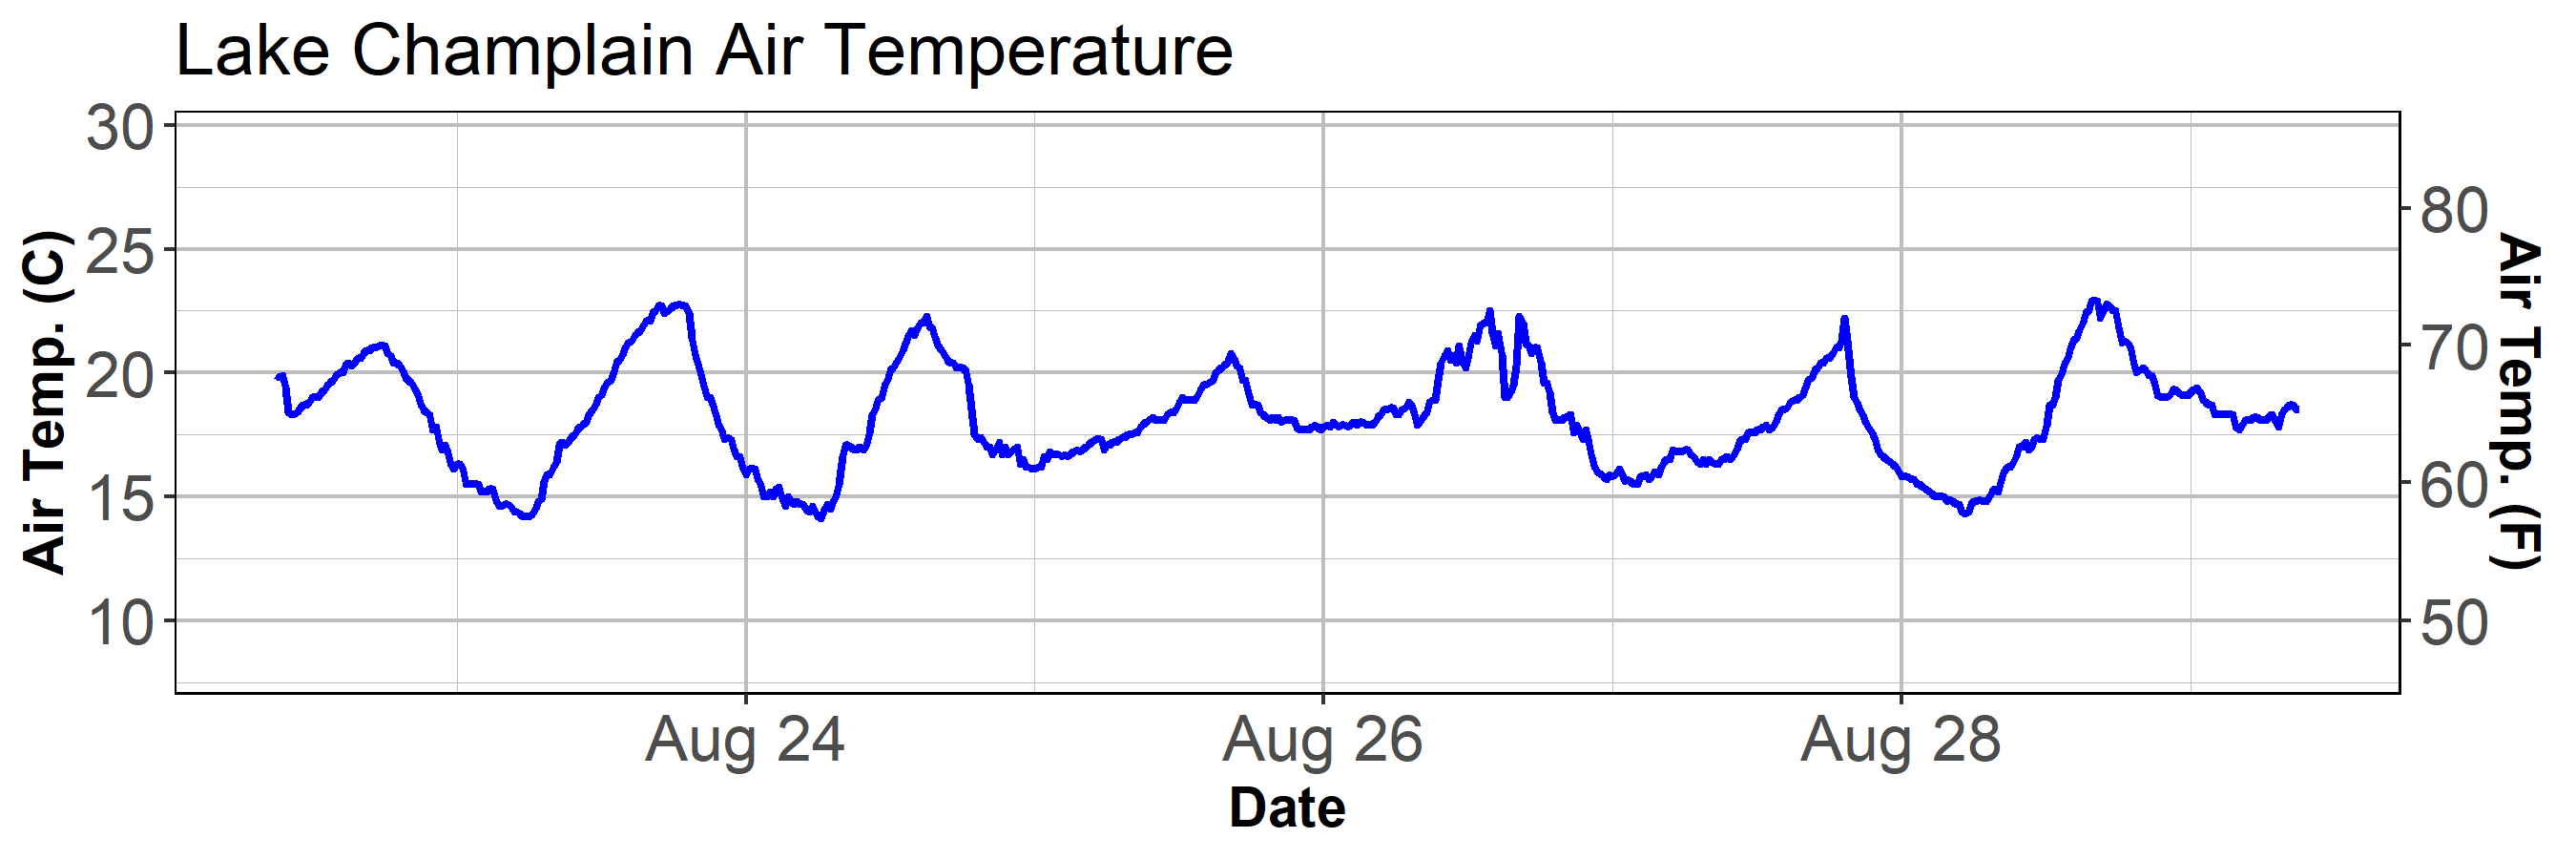 Lake Champlain Air Temperature
30
25
20
15
10
Air Temp. (C)
80
70
60
50
Air Temp. (F)
Aug 24
Aug 26
Aug 28
Date